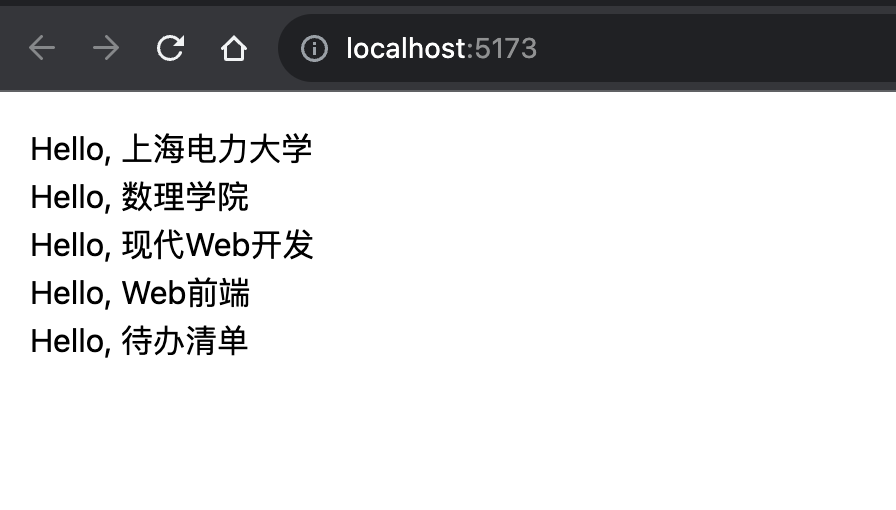 localhost:5173
Hello, 上海电力大学
Hello, 数理学院
Hello, 现代Web开发
Hello, Web前端
Hello, 待办清单